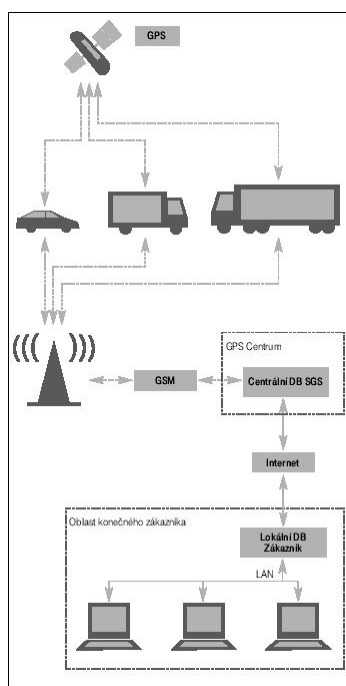 GPS
GPS Centrum
GSM
Centrální DB SGS
Internet
Oblast konečného zákazníka
Lokální DB
Zákazník
LAN